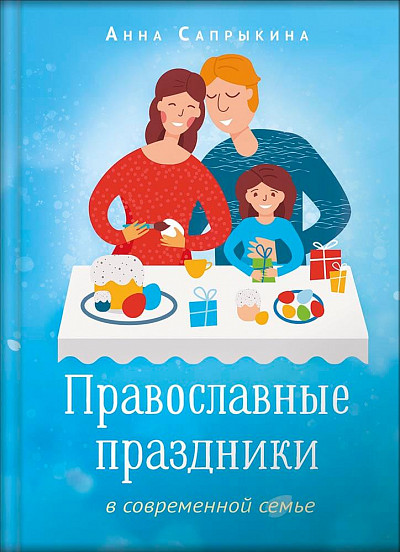 Анна Сапрыкина
Православные
праздники
в современной семье